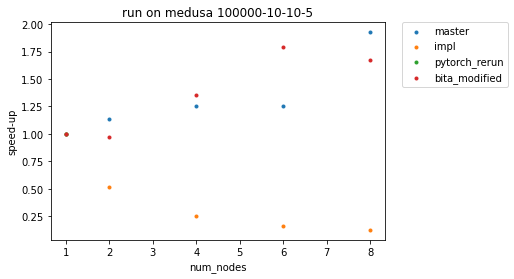 run on medusa 100000-10-10-5
2.00
1.75
1.50
1.25
1.00
0.75
0.50
0.25
speed-up
1 2 3 4 5 6 7 8
num_nodes
master
impl
pytorch_rerun
bita_modified